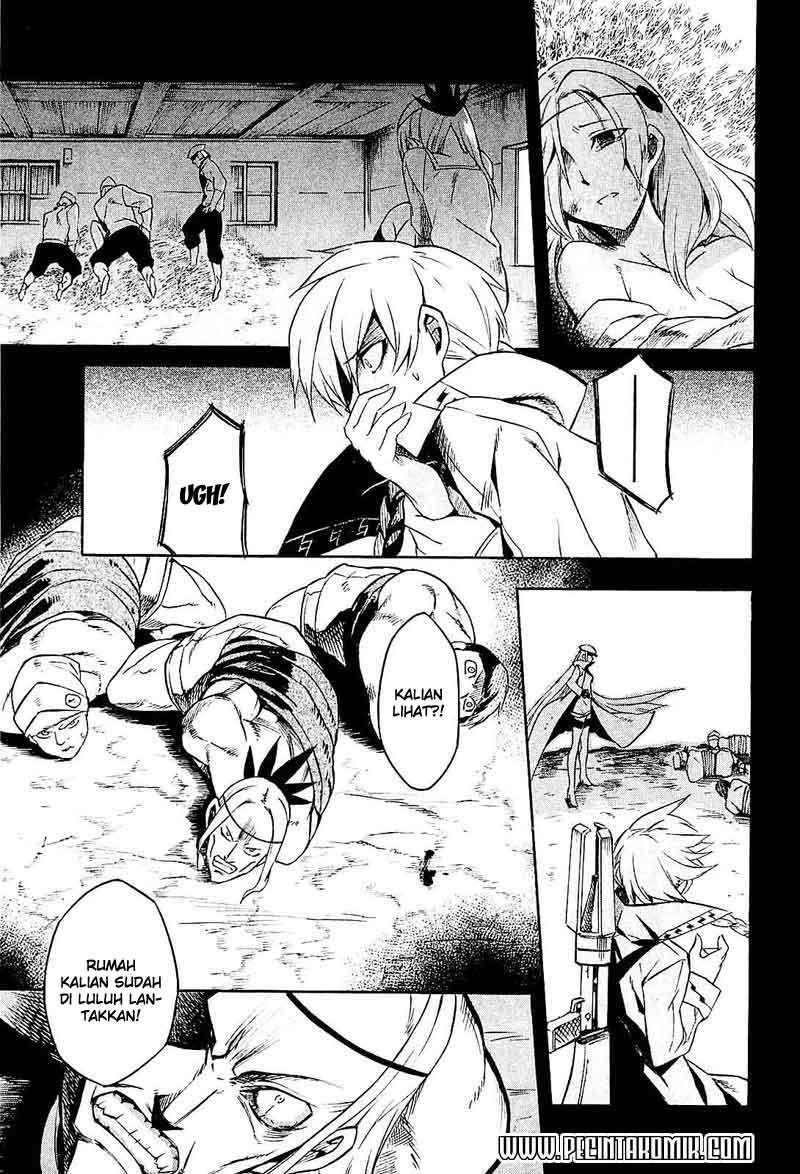 UGH!
KALIAN
LIHAT?!
RUMAH
KALIAN SUDAH
DI LULUH LAN-
TAKKAN!
WWW.PECINTAKOMIK.COM